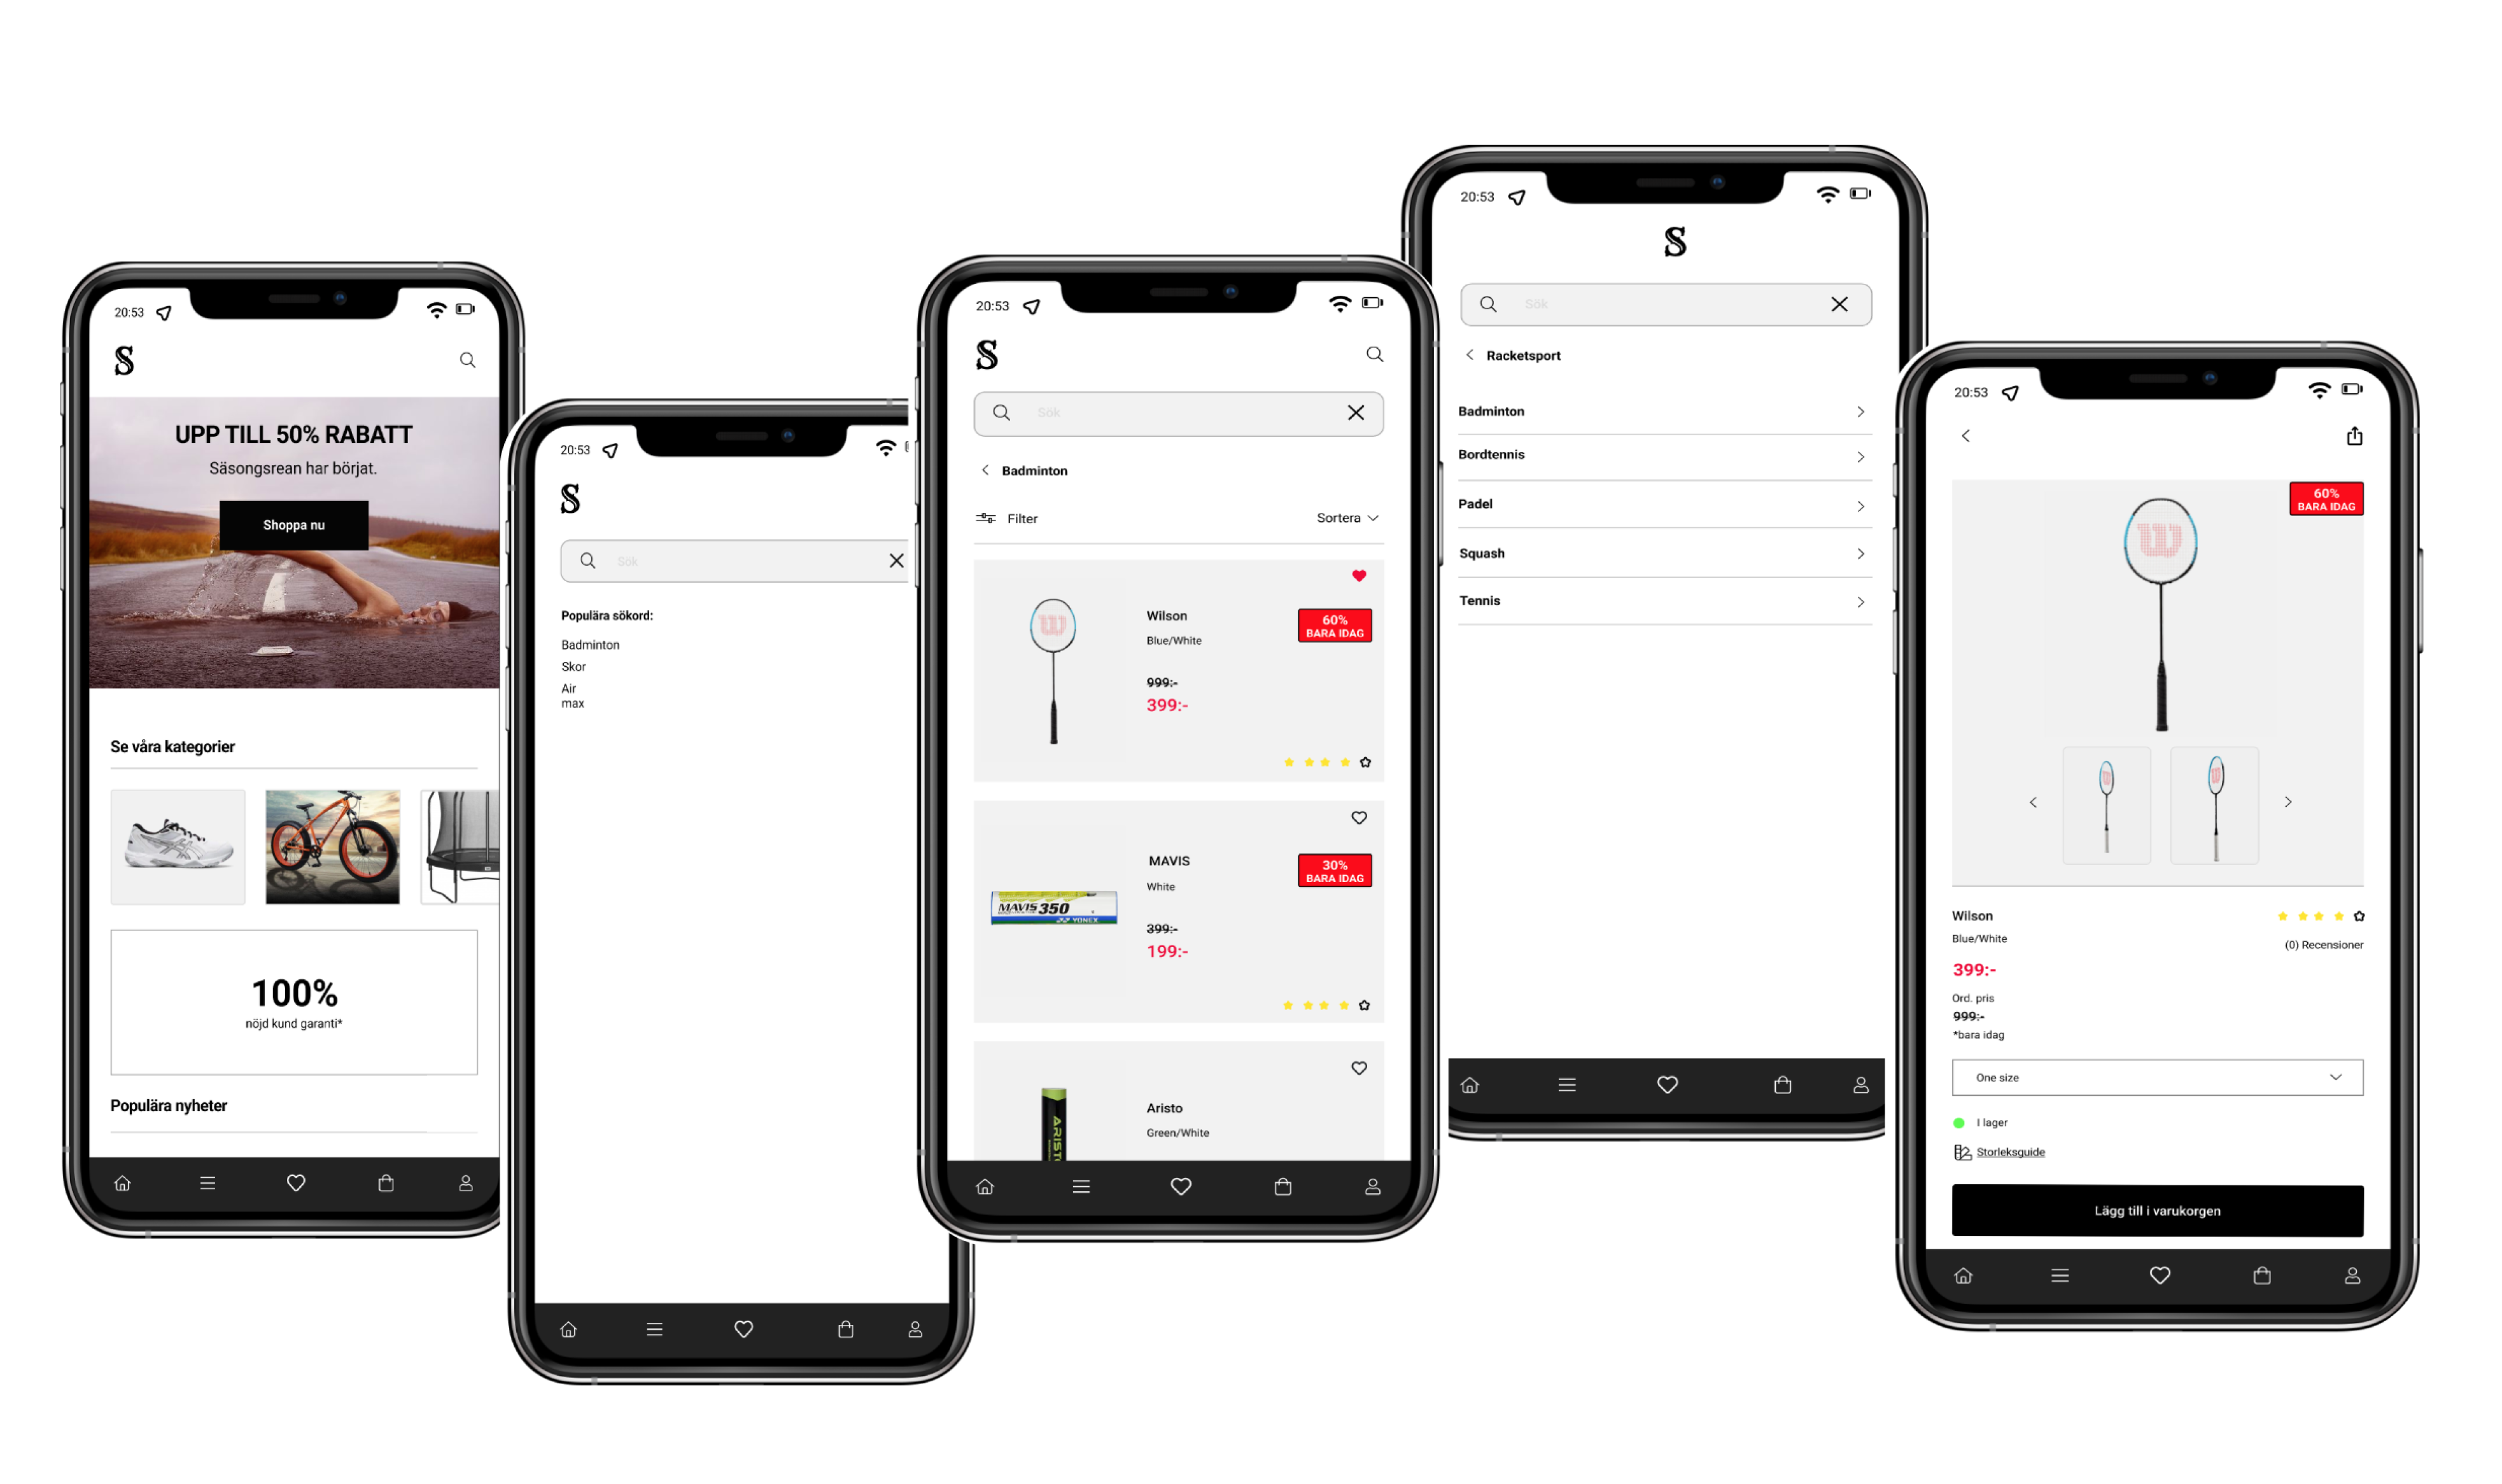 20:53
S
UPP TILL 50% RABATT
Säsongsrean har börjat.
Shoppa nu
Se våra kategorier
100%
nöjd kund garanti*
Populära nyheter
20:53
S
Sök
Populära sökord:
Badminton
Skor
Air
max
20:53
S
Sök
Badminton
Filter
Sortera
W
Wilson
Blue/White
60%
BARA IDAG
999:-
399:-
MAVIS
White
30%
BARA IDAG
MAVIS 350
YONEX
399:-
199:-
Aristo
Green/White
ARIST
20:53
S
Sök
Racketsport
Badminton
Bordtennis
Padel
Squash
Tennis
20:53
60%
BARA IDAG
W
Wilson
Blue/White
(0) Recensioner
399:-
Ord. pris
999:-
*bara idag
One size
I lager
Storleksguide
Lägg till i varukorgen